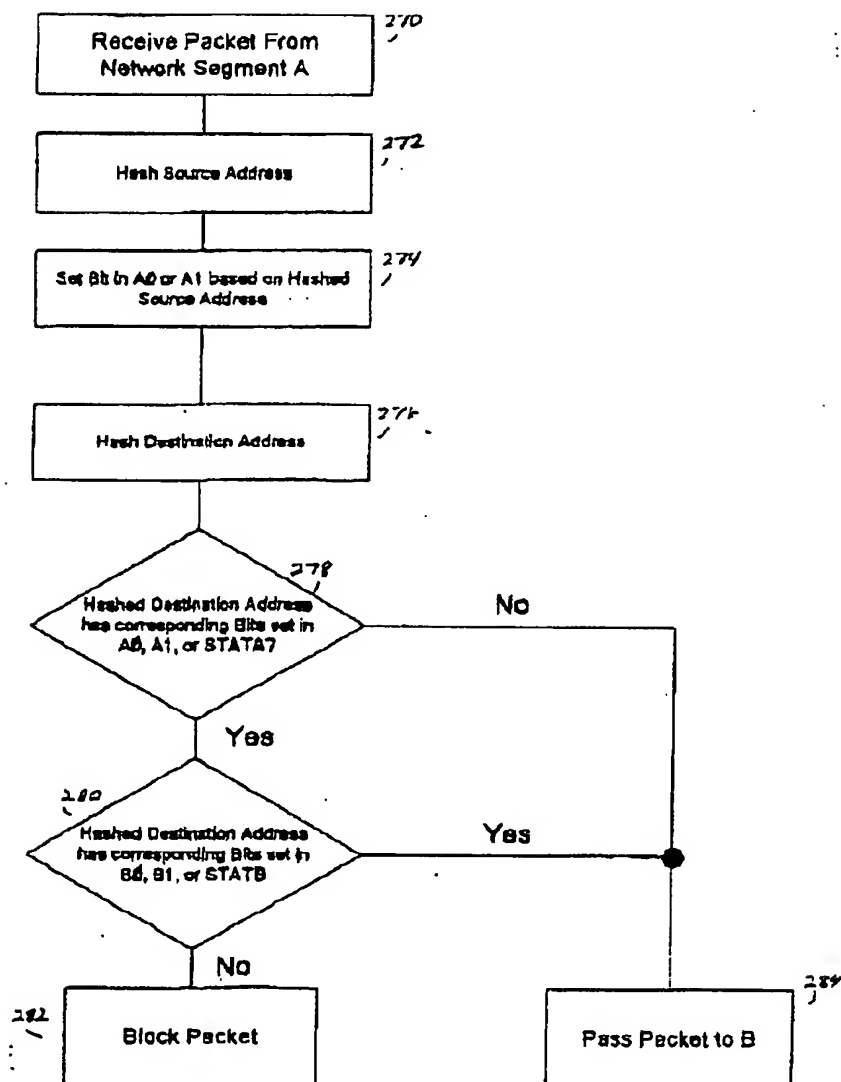 270
Receive Packet From
Network Segment A
272
Hash Source Address
274
Set Bit in A0 or A1 based on Hashed
Source Address
276
Hash Destination Address
278
Hashed Destination Address
has corresponding Bits set in
A0, A1, or STATA?
No
Yes
280
Hashed Destination Address
has corresponding Bits set in
B0, B1, or STATB
Yes
No
282
Block Packet
284
Pass Packet to B